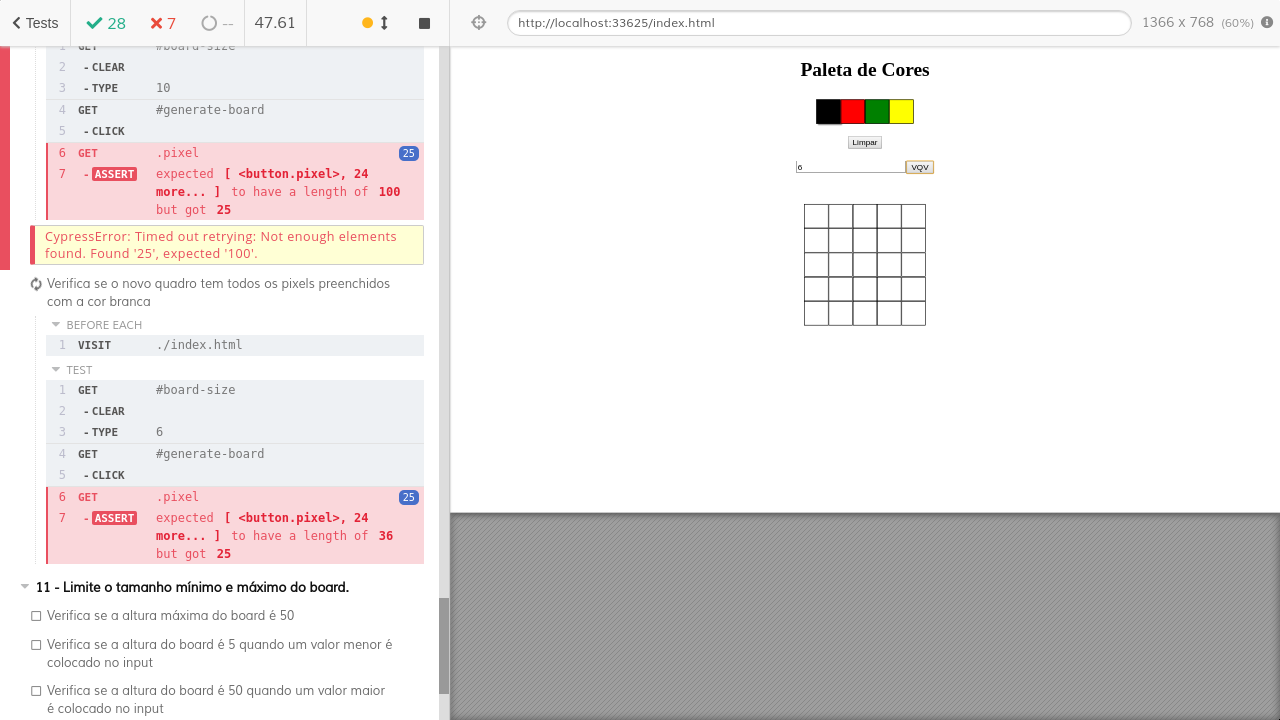 Tests
28
7
--
47.61
http://localhost:33625/index.html
1366 x 768 (60%)
1 GET #board-size
2 - CLEAR
3 - TYPE 10
4 GET #generate-board
5 - CLICK
6 GET .pixel 25
7 - ASSERT expected [ <button.pixel>, 24
more... ] to have a length of 100
but got 25
CypressError: Timed out retrying: Not enough elements
found. Found '25', expected '100'.
Verifica se o novo quadro tem todos os pixels preenchidos
com a cor branca
BEFORE EACH
1 VISIT ./index.html
TEST
1 GET #board-size
2 - CLEAR
3 - TYPE 6
4 GET #generate-board
5 - CLICK
6 GET .pixel 25
7 - ASSERT expected [ <button.pixel>, 24
more... ] to have a length of 36
but got 25
11 - Limite o tamanho mínimo e máximo do board.
Verifica se a altura máxima do board é 50
Verifica se a altura do board é 5 quando um valor menor é
colocado no input
Verifica se a altura do board é 50 quando um valor maior
é colocado no input
Paleta de Cores
Limpar
6
VQV